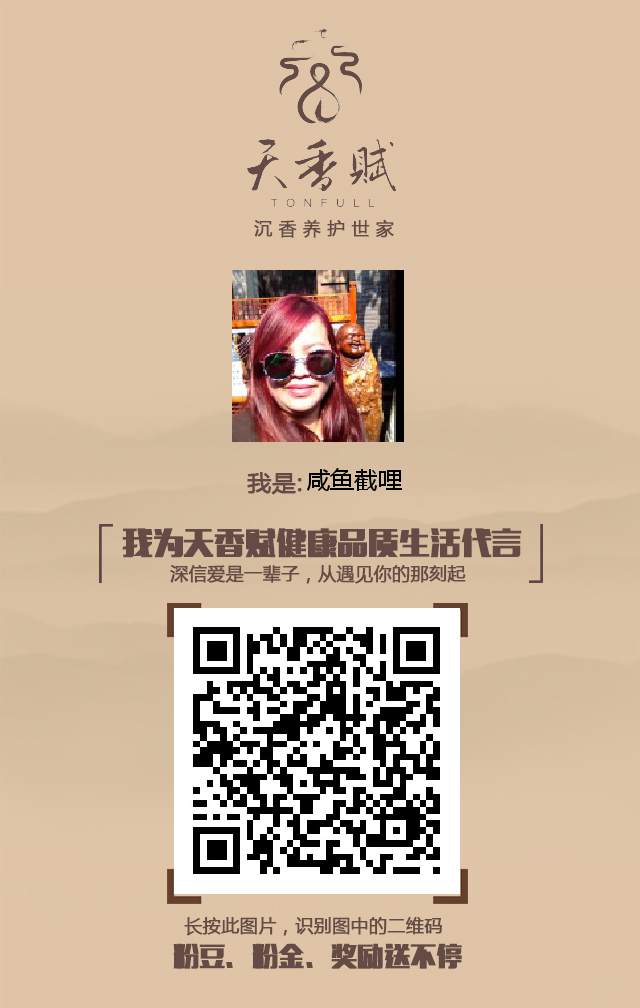 天香赋
TONFULL
沉香养护世家
我是:咸鱼截哩
我为天香赋健康品质生活代言
深信爱是一辈子，从遇见你的那刻起
长按此图片，识别图中的二维码
粉豆、粉金、奖励送不停